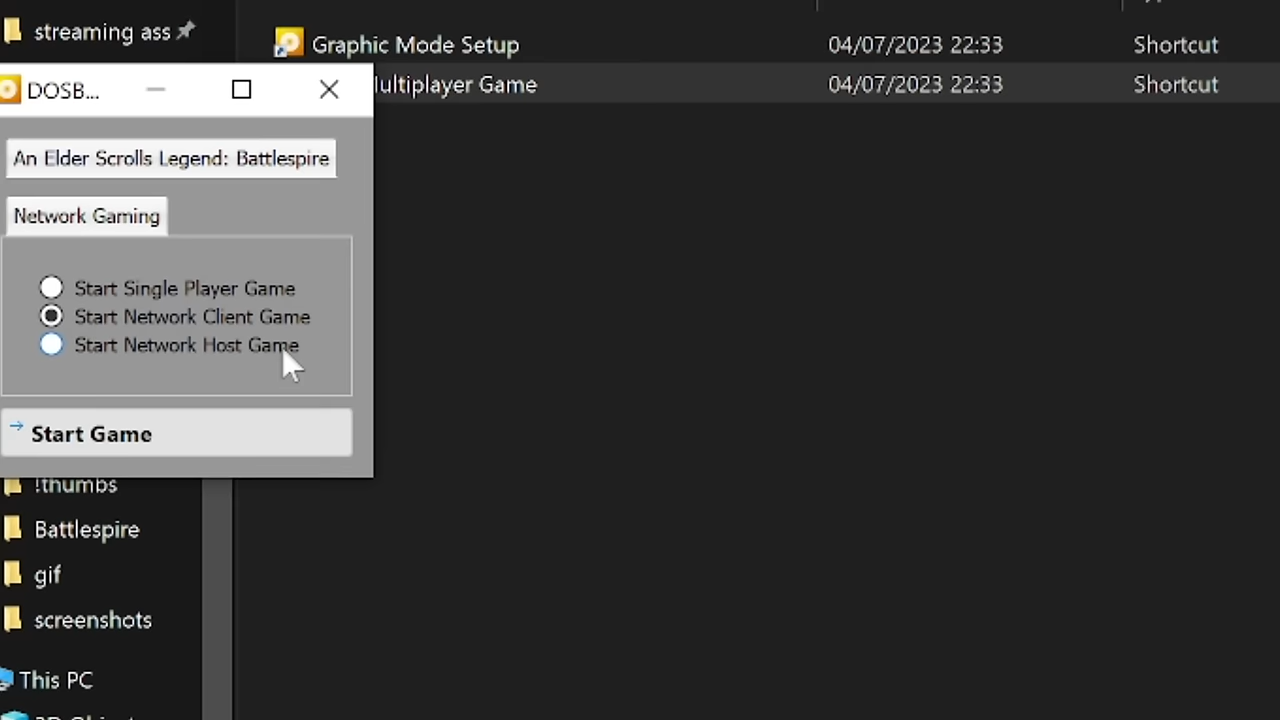 streaming ass
Graphic Mode Setup 04/07/2023 22:33 Shortcut
Multiplayer Game 04/07/2023 22:33 Shortcut
DOSB...
An Elder Scrolls Legend: Battlespire
Network Gaming
Start Single Player Game
Start Network Client Game
Start Network Host Game
Start Game
!thumbs
Battlespire
gif
screenshots
This PC